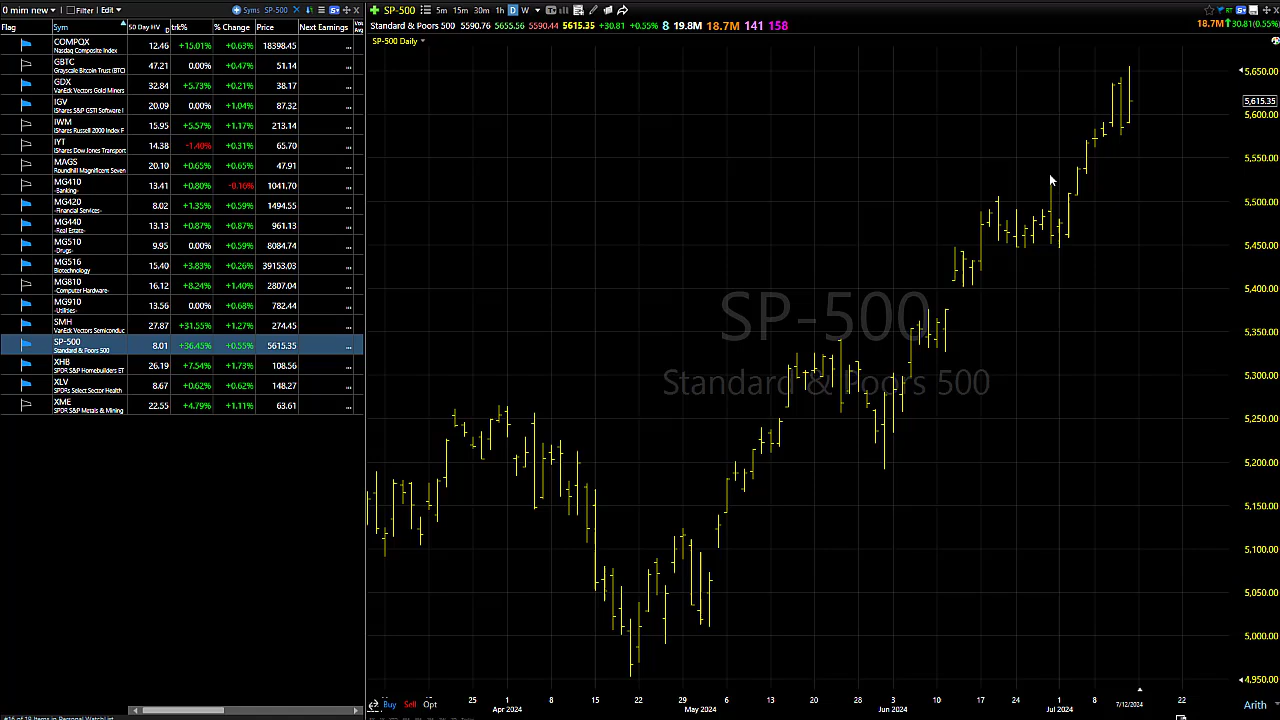 0 min new Filter Edit Syms SP-500
Flag Sym 50 Day HV trk% % Change Price Next Earnings
COMPQX 12.46 +15.01% +0.63% 18398.45 ...
Nasdaq Composite Index
GBTC 47.21 0.00% +0.47% 51.14 ...
Grayscale Bitcoin Trust (BTC)
GDX 32.84 +5.73% +0.21% 38.17 ...
VanEck Vectors Gold Miners
IGV 20.09 0.00% +1.04% 87.32 ...
iShares S&P GSTI Software I
IWM 15.95 +5.57% +1.17% 213.14 ...
iShares Russell 2000 Index F
IYT 14.38 -1.40% +0.31% 65.70 ...
iShares Dow Jones Transport
MAGS 20.10 +0.65% +0.65% 47.91 ...
Roundhill Magnificent Seven
MG410 13.41 +0.80% -0.16% 1041.70 ...
-Banking-
MG420 8.02 +1.35% +0.59% 1494.55 ...
-Financial Services-
MG440 13.13 +0.87% +0.87% 961.13 ...
-Real Estate-
MG510 9.95 0.00% +0.59% 8084.74 ...
-Drugs-
MG516 15.40 +3.83% +0.26% 39153.03 ...
Biotechnology
MG810 16.12 +8.24% +1.40% 2807.04 ...
-Computer Hardware-
MG910 13.56 0.00% +0.68% 782.44 ...
-Utilities-
SMH 27.87 +31.55% +1.27% 274.45 ...
VanEck Vectors Semiconduc
SP-500 8.01 +36.45% +0.55% 5615.35 ...
Standard & Poors 500
XHB 26.19 +7.54% +1.73% 108.56 ...
SPDR S&P Homebuilders ET
XLV 8.67 +0.62% +0.62% 148.27 ...
SPDRs Select Sector Health
XME 22.55 +4.79% +1.11% 63.61 ...
SPDR S&P Metals & Mining
SP-500 5m 15m 30m 1h D W
Standard & Poors 500 5590.76 5655.56 5590.44 5615.35 +30.81 +0.55% 8 19.8M 18.7M 141 158
18.7M 30.81(0.55%)
SP-500 Daily
SP-500
Standard & Poors 500
5,650.00
5,615.35
5,600.00
5,550.00
5,500.00
5,450.00
5,400.00
5,350.00
5,300.00
5,250.00
5,200.00
5,150.00
5,100.00
5,050.00
5,000.00
4,950.00
1 8 15 22 29 6 13 20 28 3 10 17 24 1 8 22
Apr 2024 May 2024 Jun 2024 Jul 2024 7/12/2024
Buy Sell Opt
Arith